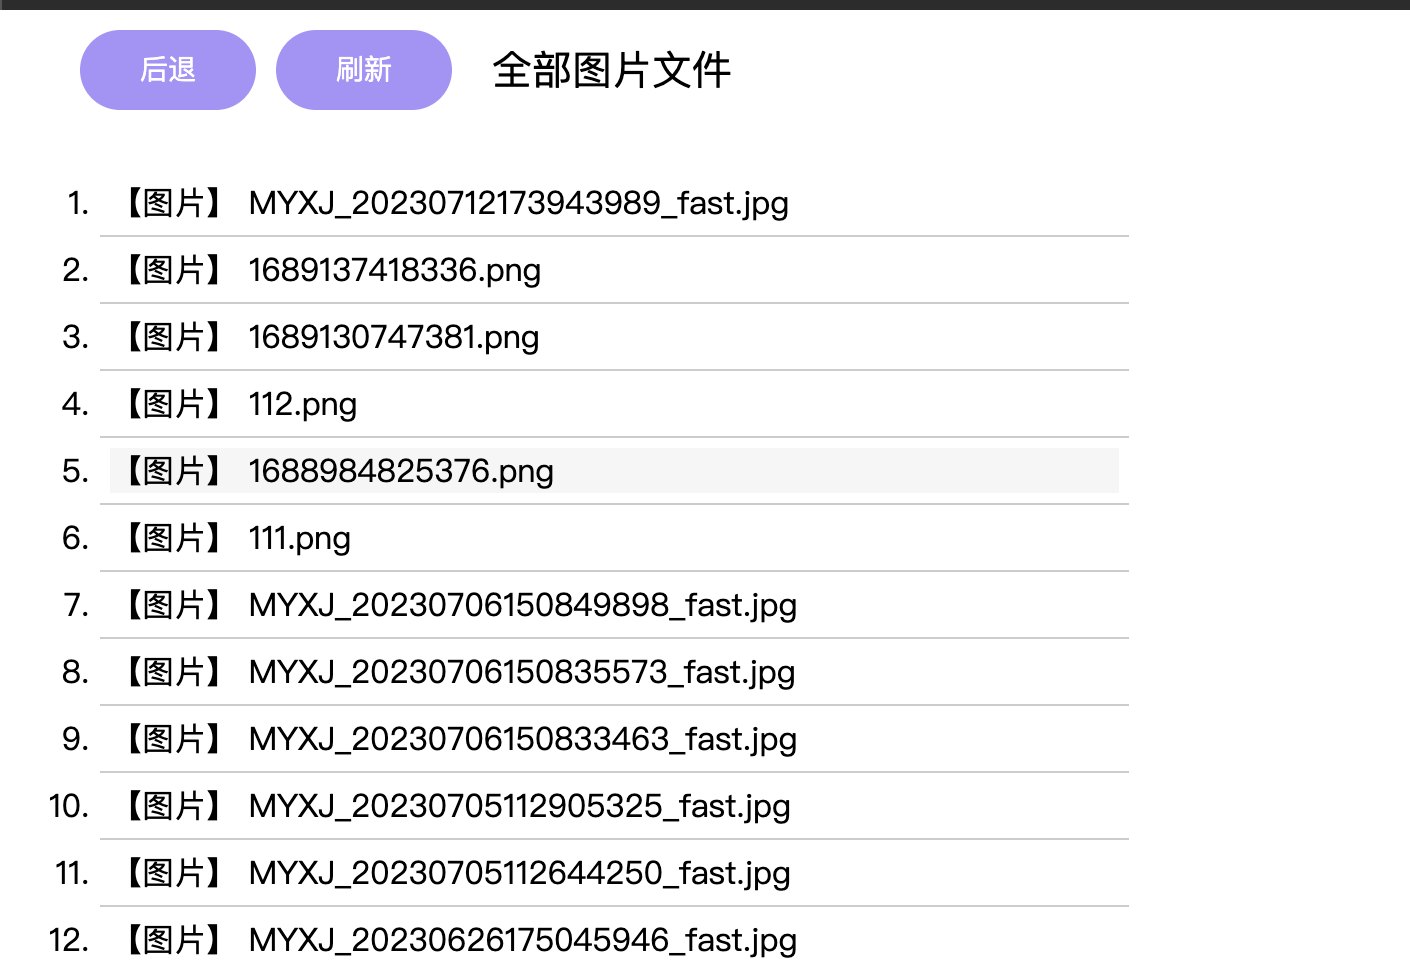 后退 刷新 全部图片文件
1. 【图片】 MYXJ_20230712173943989_fast.jpg
2. 【图片】 1689137418336.png
3. 【图片】 1689130747381.png
4. 【图片】 112.png
5. 【图片】 1688984825376.png
6. 【图片】 111.png
7. 【图片】 MYXJ_20230706150849898_fast.jpg
8. 【图片】 MYXJ_20230706150835573_fast.jpg
9. 【图片】 MYXJ_20230706150833463_fast.jpg
10. 【图片】 MYXJ_20230705112905325_fast.jpg
11. 【图片】 MYXJ_20230705112644250_fast.jpg
12. 【图片】 MYXJ_20230626175045946_fast.jpg